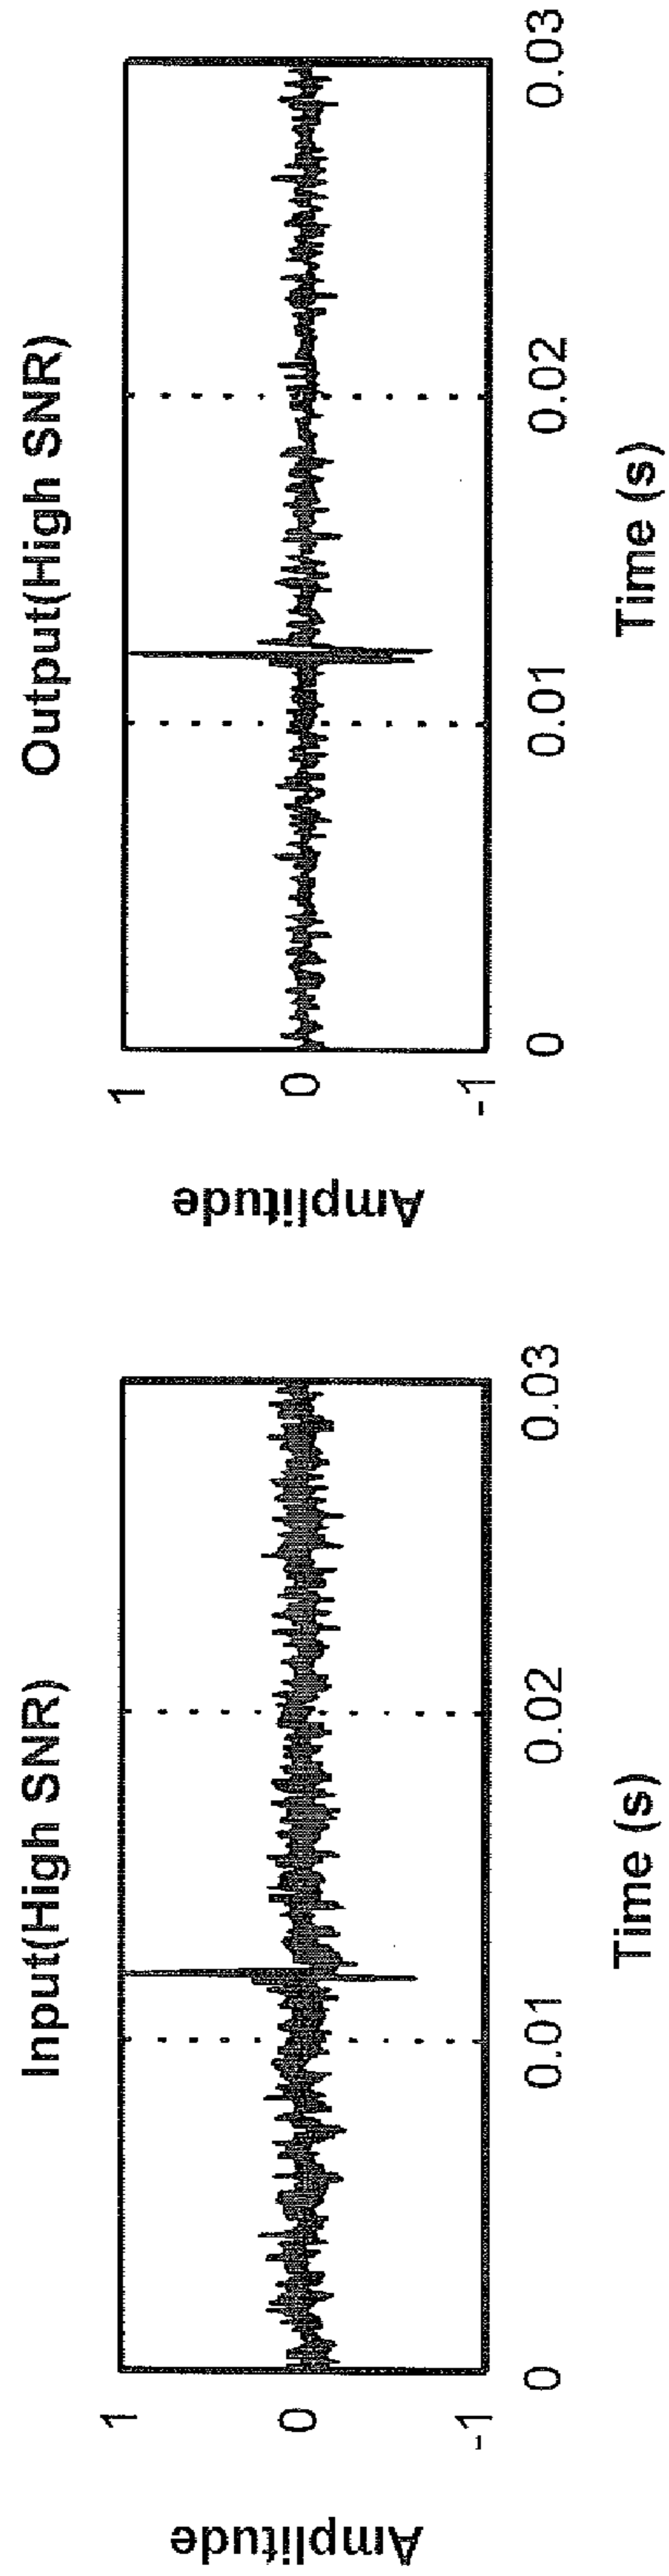 Input(High SNR)
Amplitude
1
0
-1
0
0.01
0.02
0.03
Time (s)
Output(High SNR)
Amplitude
1
0
-1
0
0.01
0.02
0.03
Time (s)